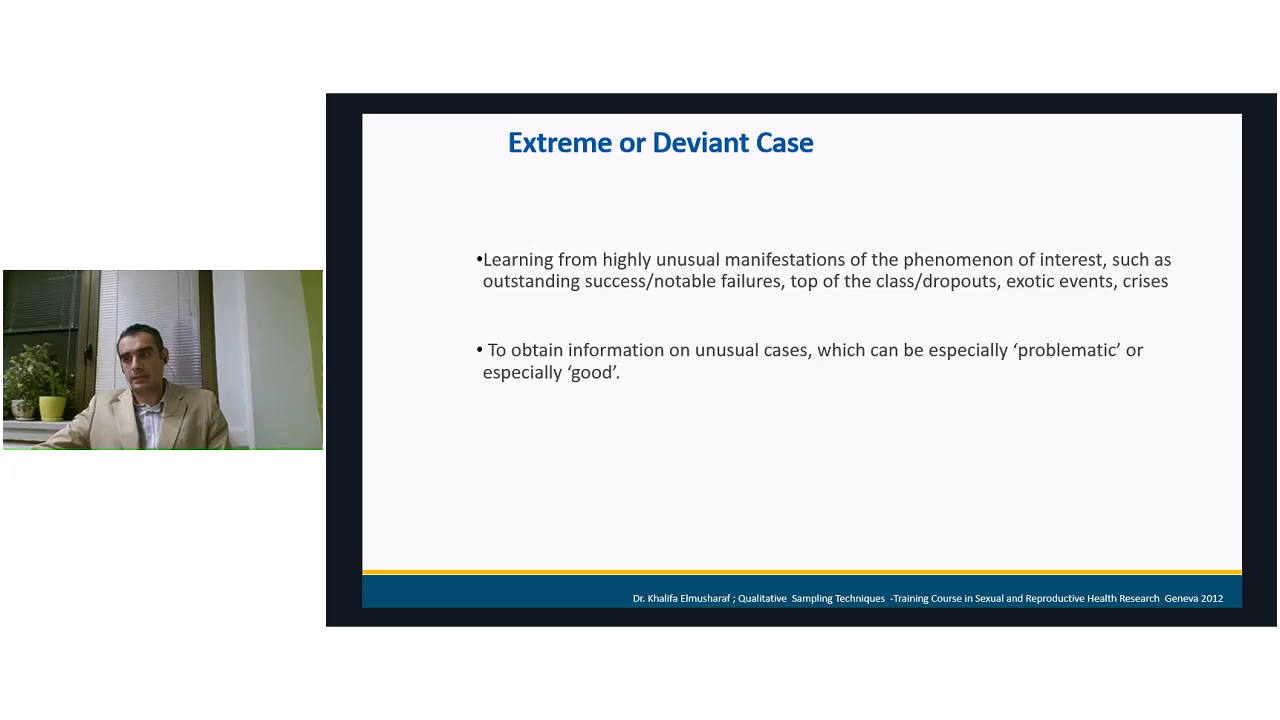 Extreme or Deviant Case
•Learning from highly unusual manifestations of the phenomenon of interest, such as
outstanding success/notable failures, top of the class/dropouts, exotic events, crises
• To obtain information on unusual cases, which can be especially ‘problematic’ or
especially ‘good’.
Dr. Khalifa Elmusharaf ; Qualitative Sampling Techniques -Training Course in Sexual and Reproductive Health Research Geneva 2012